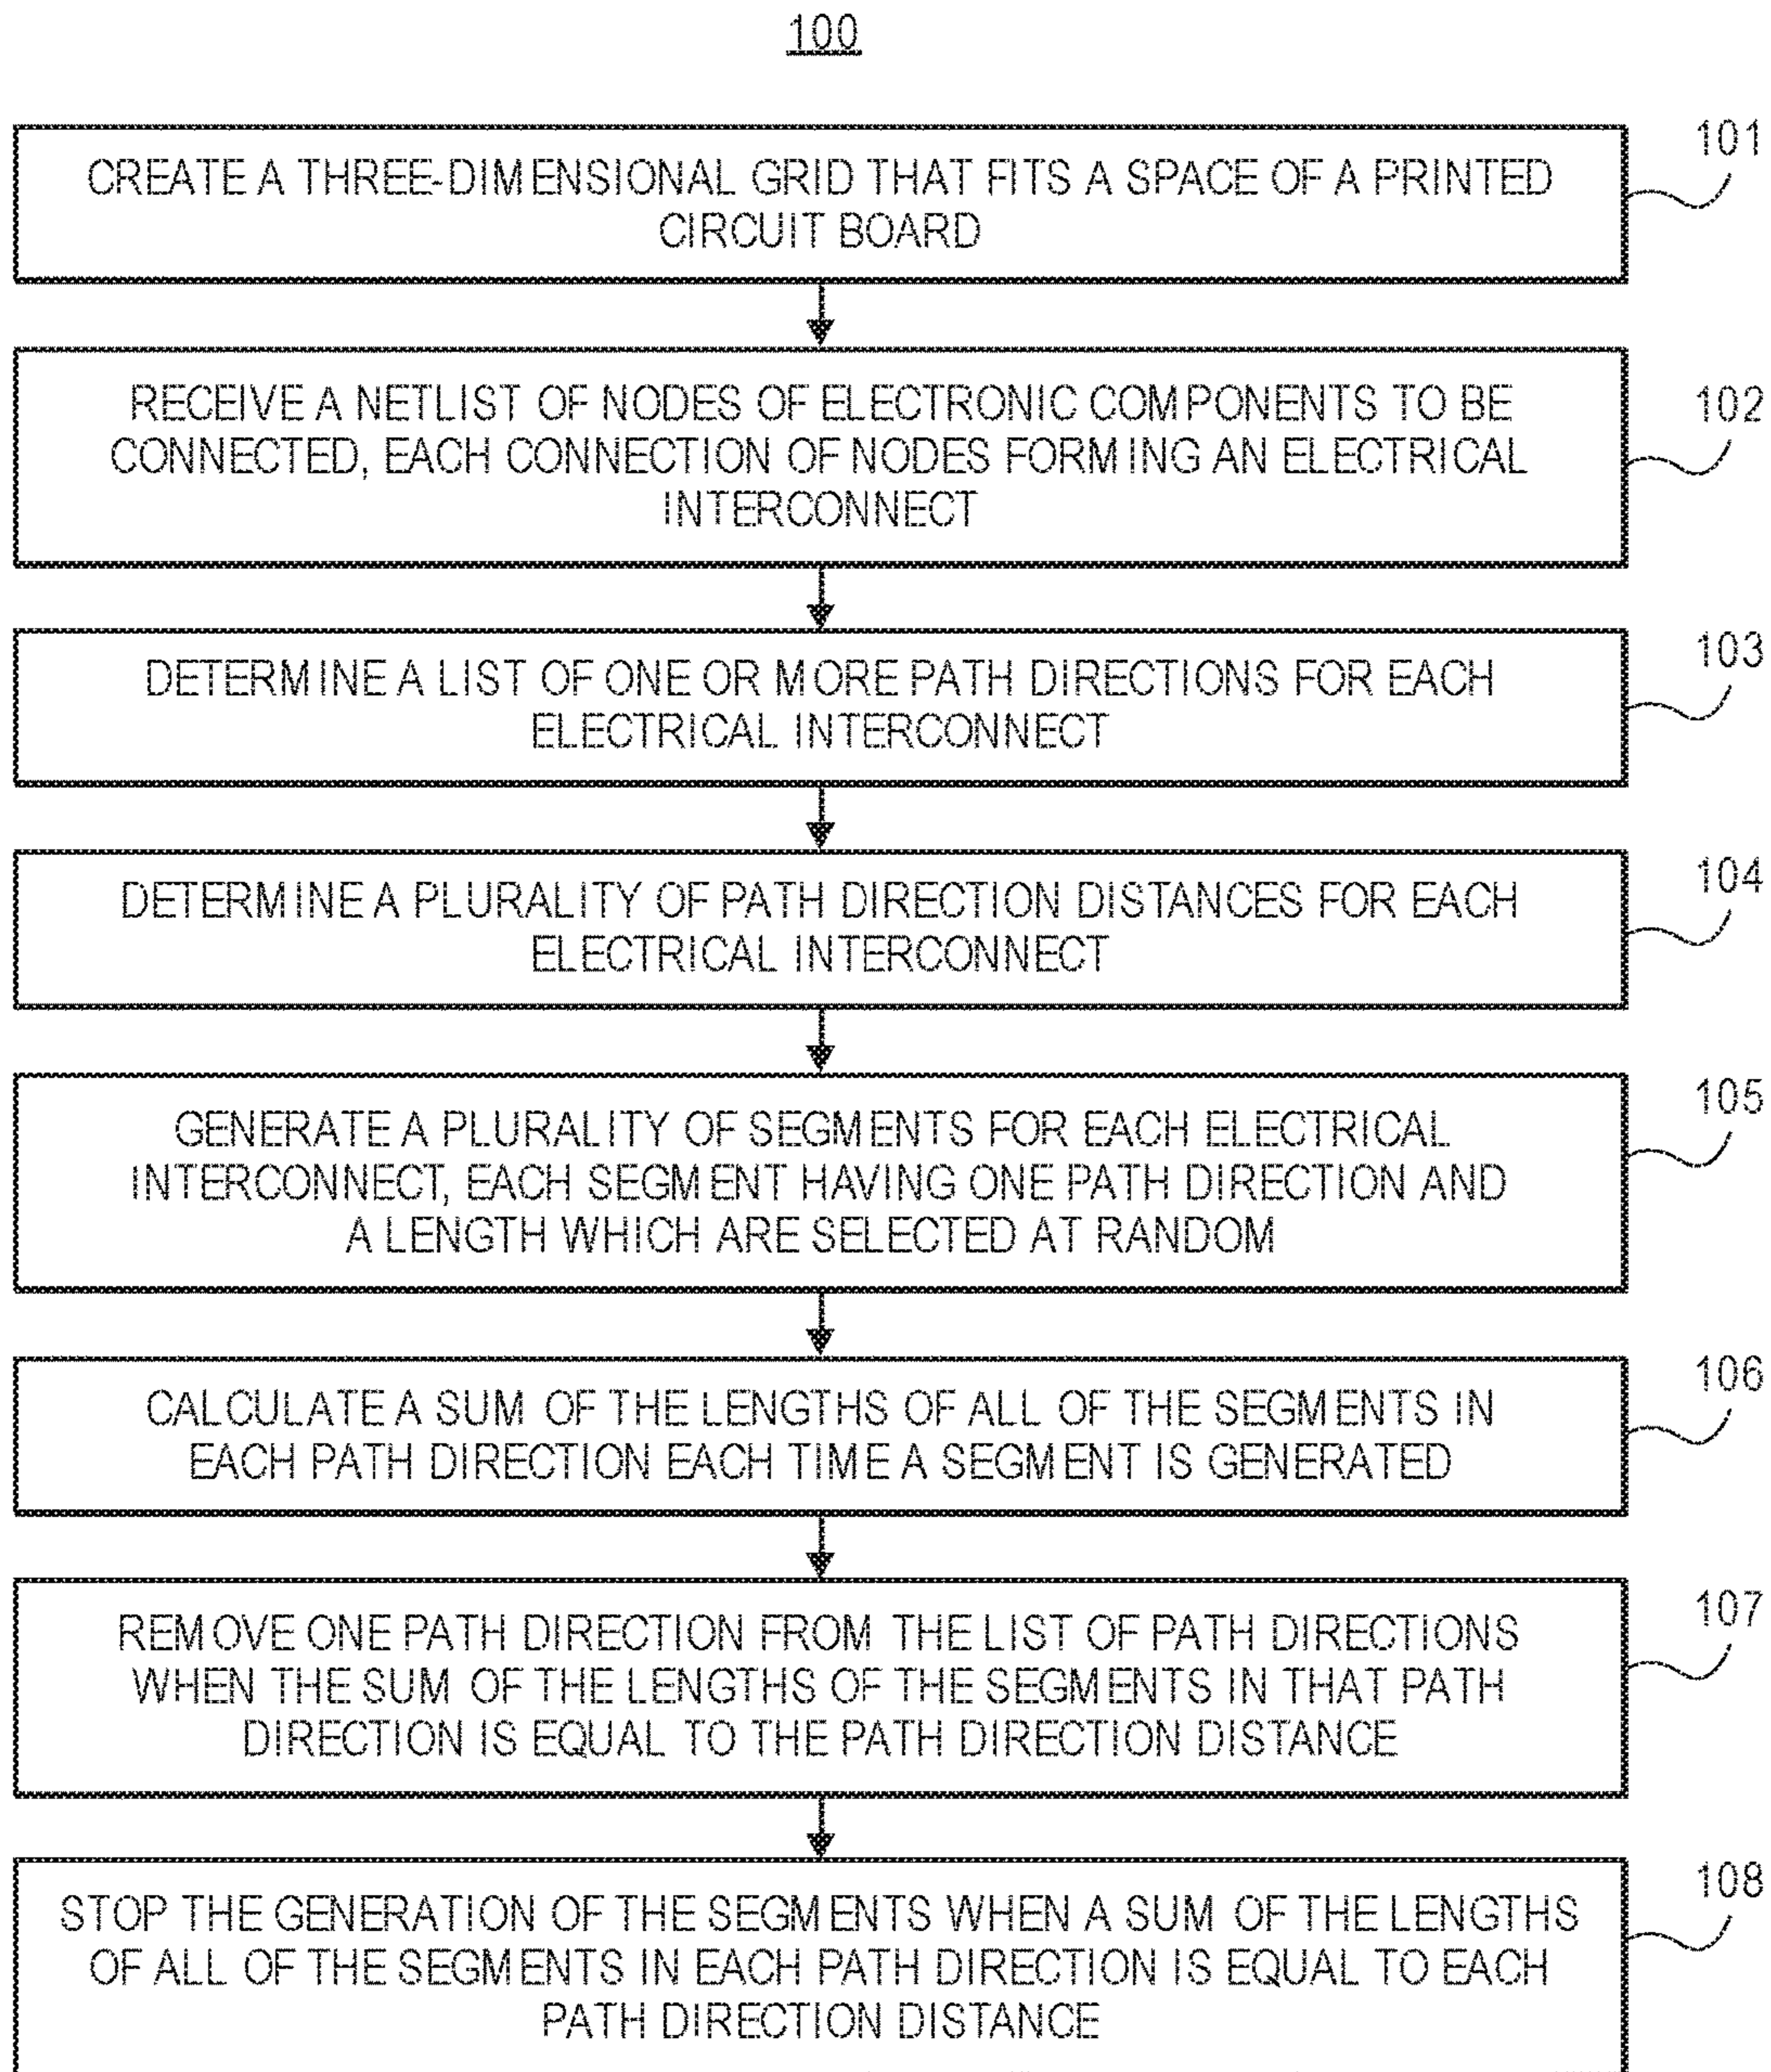 100
101
CREATE A THREE-DIMENSIONAL GRID THAT FITS A SPACE OF A PRINTED
CIRCUIT BOARD
102
RECEIVE A NETLIST OF NODES OF ELECTRONIC COMPONENTS TO BE
CONNECTED, EACH CONNECTION OF NODES FORMING AN ELECTRICAL
INTERCONNECT
103
DETERMINE A LIST OF ONE OR MORE PATH DIRECTIONS FOR EACH
ELECTRICAL INTERCONNECT
104
DETERMINE A PLURALITY OF PATH DIRECTION DISTANCES FOR EACH
ELECTRICAL INTERCONNECT
105
GENERATE A PLURALITY OF SEGMENTS FOR EACH ELECTRICAL
INTERCONNECT, EACH SEGMENT HAVING ONE PATH DIRECTION AND
A LENGTH WHICH ARE SELECTED AT RANDOM
106
CALCULATE A SUM OF THE LENGTHS OF ALL OF THE SEGMENTS IN
EACH PATH DIRECTION EACH TIME A SEGMENT IS GENERATED
107
REMOVE ONE PATH DIRECTION FROM THE LIST OF PATH DIRECTIONS
WHEN THE SUM OF THE LENGTHS OF THE SEGMENTS IN THAT PATH
DIRECTION IS EQUAL TO THE PATH DIRECTION DISTANCE
108
STOP THE GENERATION OF THE SEGMENTS WHEN A SUM OF THE LENGTHS
OF ALL OF THE SEGMENTS IN EACH PATH DIRECTION IS EQUAL TO EACH
PATH DIRECTION DISTANCE